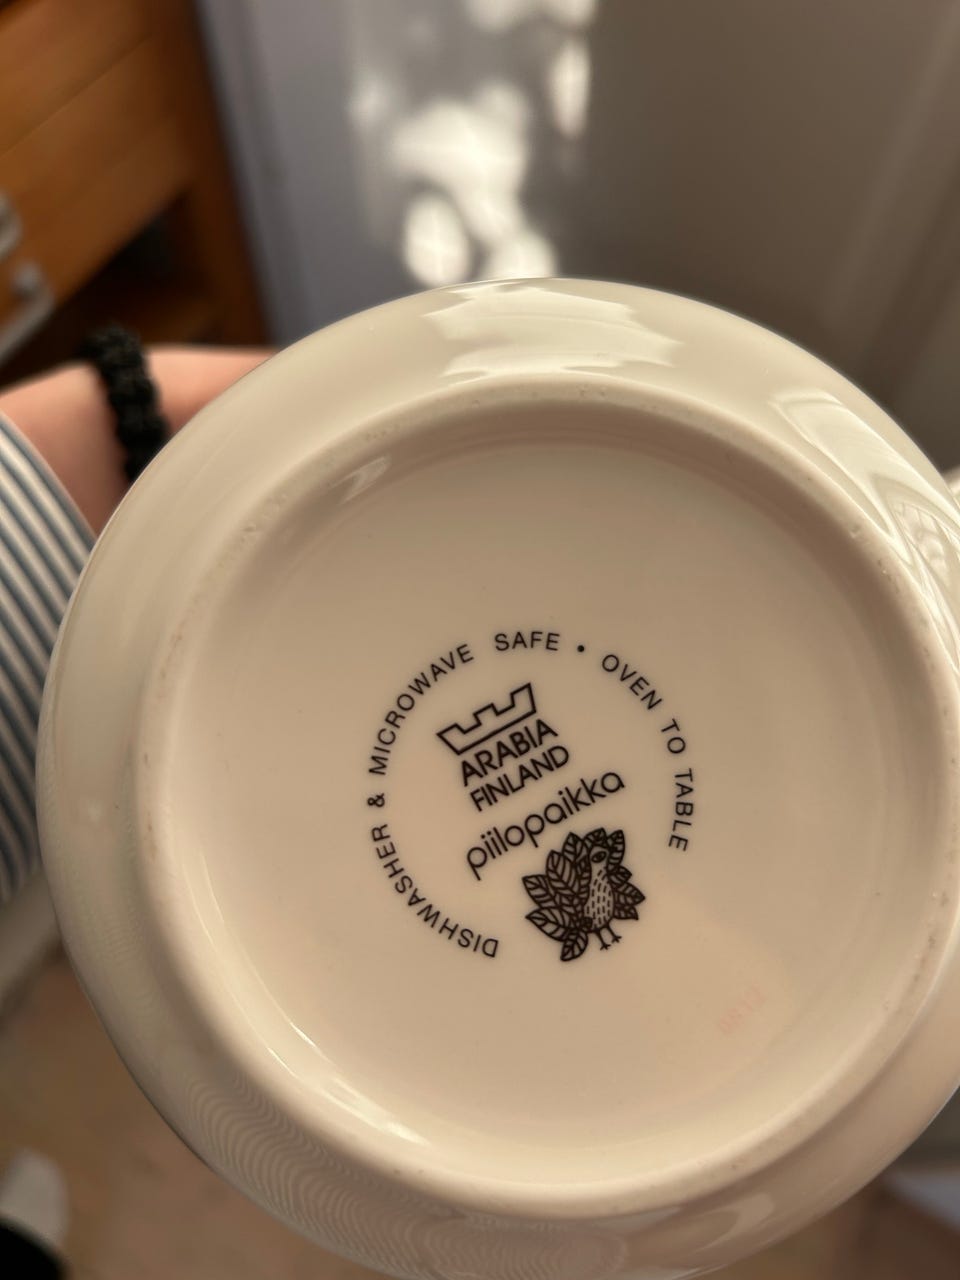 DISHWASHER & MICROWAVE SAFE • OVEN TO TABLE
ARABIA
FINLAND
piilopaikka